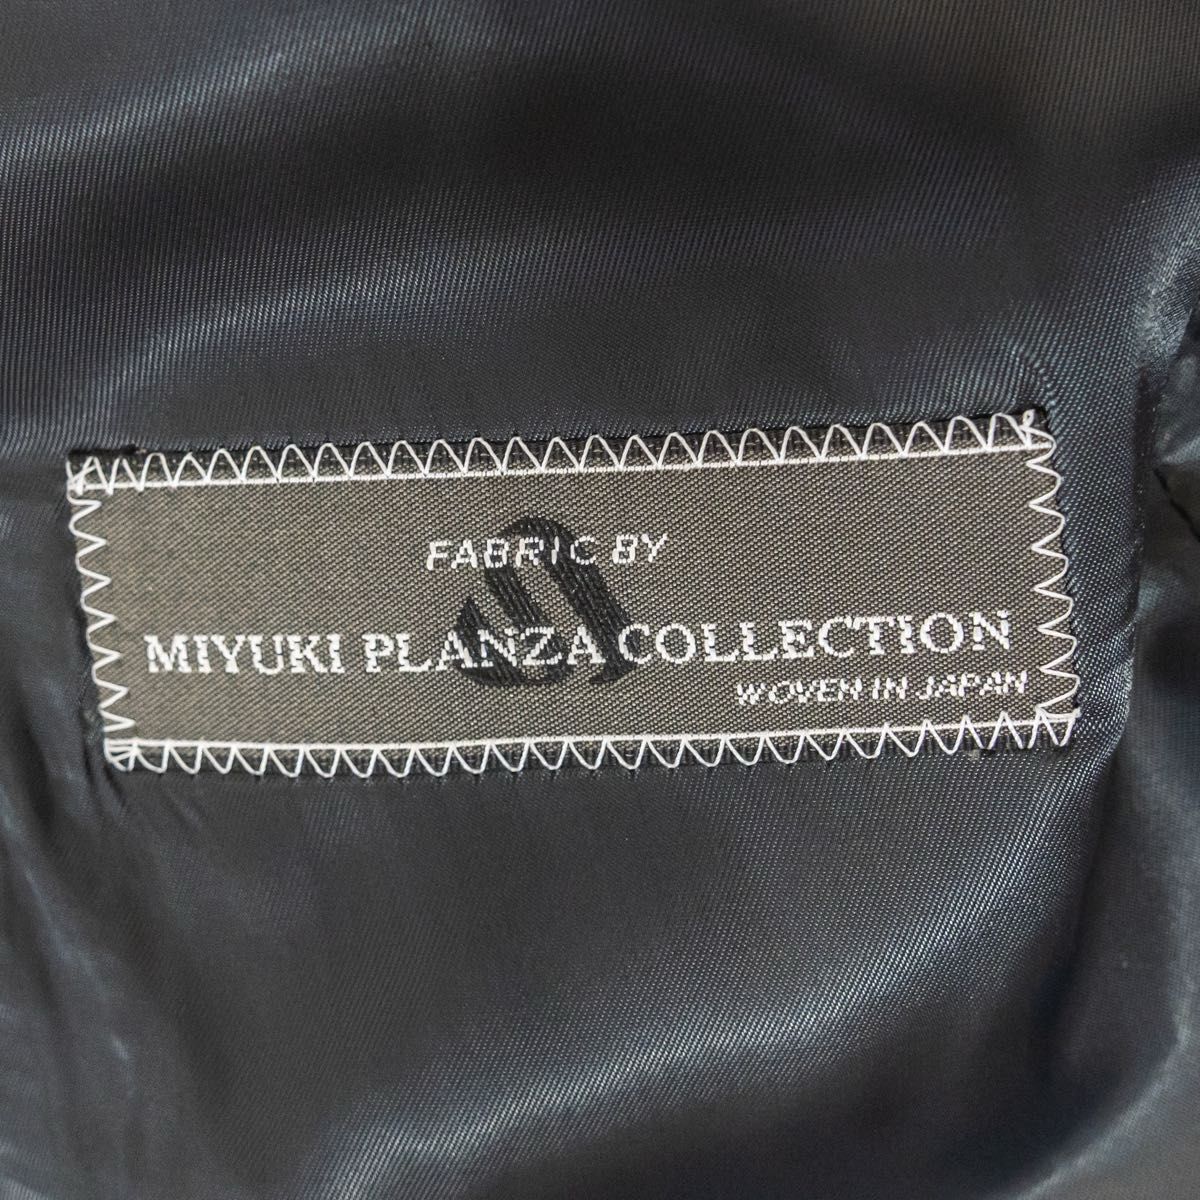 FABRIC BY
MIYUKI PLANZA COLLECTION
WOVEN IN JAPAN